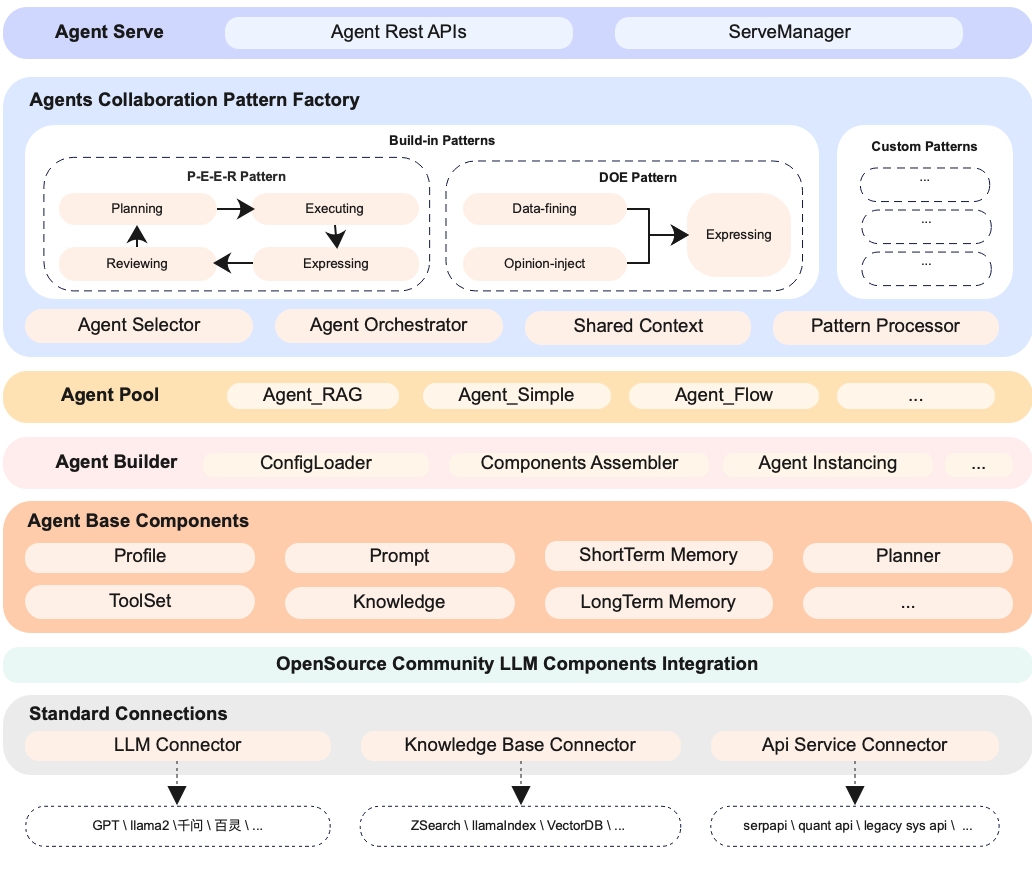 Agent Serve
Agent Rest APIs
ServeManager
Agents Collaboration Pattern Factory
Build-in Patterns
P-E-E-R Pattern
Planning
Executing
Reviewing
Expressing
DOE Pattern
Data-fining
Opinion-inject
Expressing
Custom Patterns
...
...
...
Agent Selector
Agent Orchestrator
Shared Context
Pattern Processor
Agent Pool
Agent_RAG
Agent_Simple
Agent_Flow
...
Agent Builder
ConfigLoader
Components Assembler
Agent Instancing
...
Agent Base Components
Profile
Prompt
ShortTerm Memory
Planner
ToolSet
Knowledge
LongTerm Memory
...
OpenSource Community LLM Components Integration
Standard Connections
LLM Connector
Knowledge Base Connector
Api Service Connector
GPT \ llama2 \千问 \ 百灵 \ ...
ZSearch \ llamaIndex \ VectorDB \ ...
serpapi \ quant api \ legacy sys api \ ...